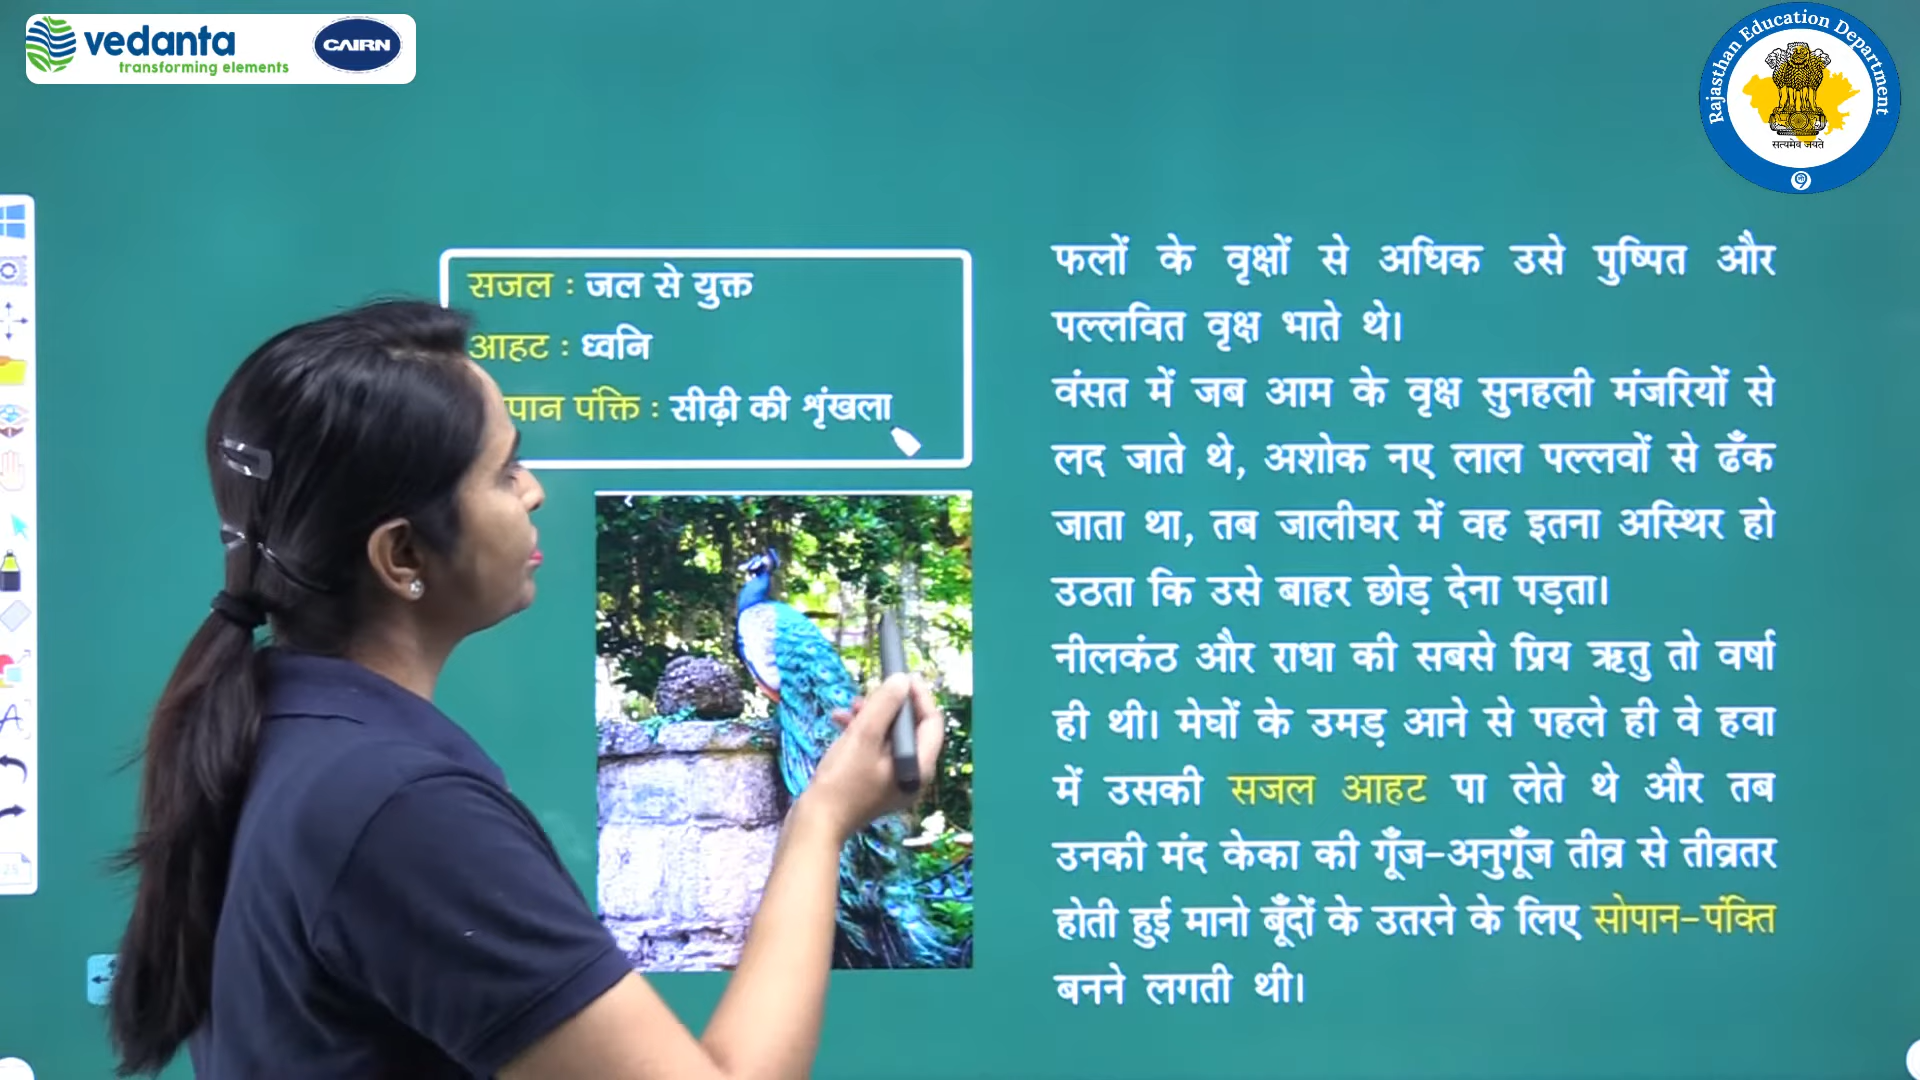 vedanta
transforming elements
CAIRN
Rajasthan Education Department
सत्यमेव जयते
सजल : जल से युक्त
आहट : ध्वनि
पान पंक्ति : सीढ़ी की शृंखला
फलों के वृक्षों से अधिक उसे पुष्पित और
पल्लवित वृक्ष भाते थे।
वंसत में जब आम के वृक्ष सुनहली मंजरियों से
लद जाते थे, अशोक नए लाल पल्लवों से ढँक
जाता था, तब जालीघर में वह इतना अस्थिर हो
उठता कि उसे बाहर छोड़ देना पड़ता।
नीलकंठ और राधा की सबसे प्रिय ऋतु तो वर्षा
ही थी। मेघों के उमड़ आने से पहले ही वे हवा
में उसकी सजल आहट पा लेते थे और तब
उनकी मंद केका की गूँज-अनुगूँज तीव्र से तीव्रतर
होती हुई मानो बूँदों के उतरने के लिए सोपान-पंक्ति
बनने लगती थी।